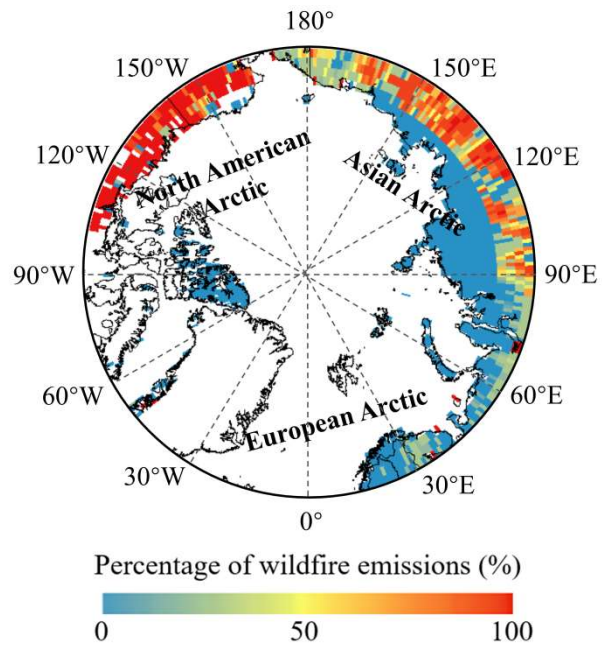 180°
150°W
150°E
120°W
120°E
North American
Arctic
Asian Arctic
90°W
90°E
60°W
60°E
European Arctic
30°W
30°E
0°
Percentage of wildfire emissions (%)
0
50
100